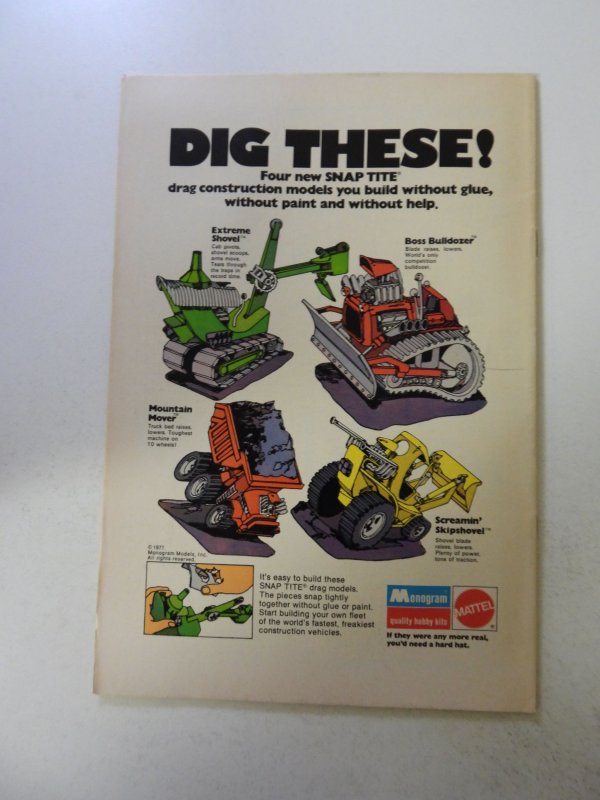 DIG THESE!
Four new SNAP TITE®
drag construction models you build without glue,
without paint and without help.
Extreme
Shovel™
Cab pivots,
shovel scoops,
arms move.
Tears through
the traps in
record time.
Boss Bulldozer™
Blade raises, lowers.
World's only
competition
bulldozer.
Mountain
Mover™
Truck bed raises,
lowers. Toughest
machine on
10 wheels!
Screamin'
Skipshovel™
Shovel blade
raises, lowers.
Plenty of power,
tons of traction.
© 1977
Monogram Models, Inc.
All rights reserved.
It's easy to build these
SNAP TITE® drag models.
The pieces snap tightly
together without glue or paint.
Start building your own fleet
of the world's fastest, freakiest
construction vehicles.
Monogram
quality hobby kits
MATTEL
®
If they were any more real,
you'd need a hard hat.